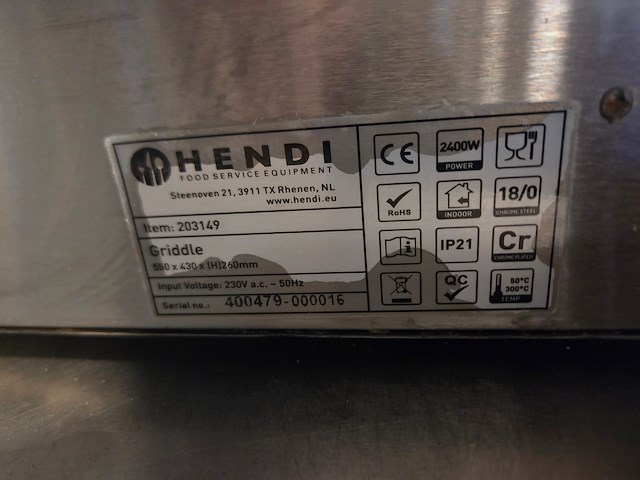 HENDI
FOOD SERVICE EQUIPMENT
Steenoven 21, 3911 TX Rhenen, NL
www.hendi.eu
Item: 203149
Griddle
550 x 430 x (H)260mm
Input Voltage: 230V a.c. ~ 50Hz
Serial no.: 400479-000016
CE
2400W
POWER
RoHS
INDOOR
18/0
CHROME STEEL
i
IP21
Cr
CHROME PLATED
QC
50°C
300°C
TEMP